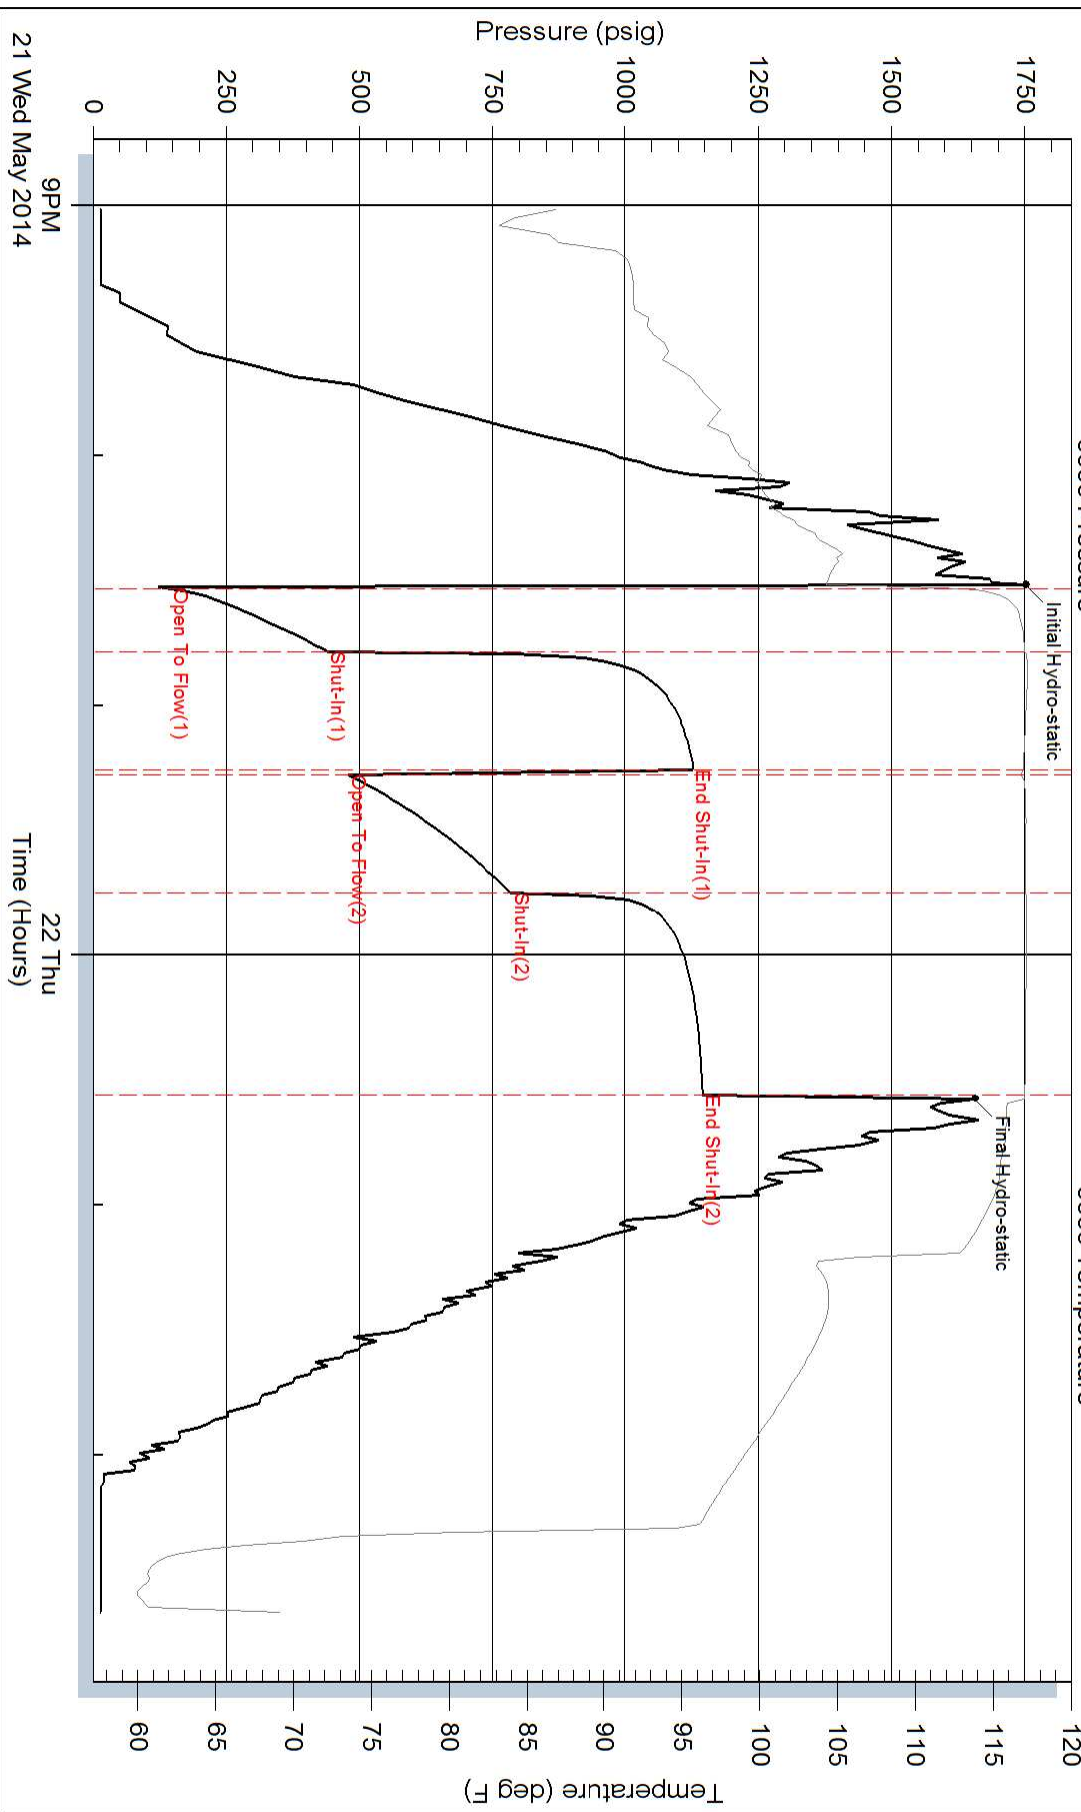 Pressure (psig)
0
250
500
750
1000
1250
1500
1750
21 Wed May 2014
9PM
22 Thu
Time (Hours)
Initial Hydro-static
Open To Flow(1)
Shut-In(1)
End Shut-In(1)
Open To Flow(2)
Shut-In(2)
End Shut-In(2)
Final Hydro-static
60
65
70
75
80
85
90
95
100
105
110
115
120
Temperature (deg F)